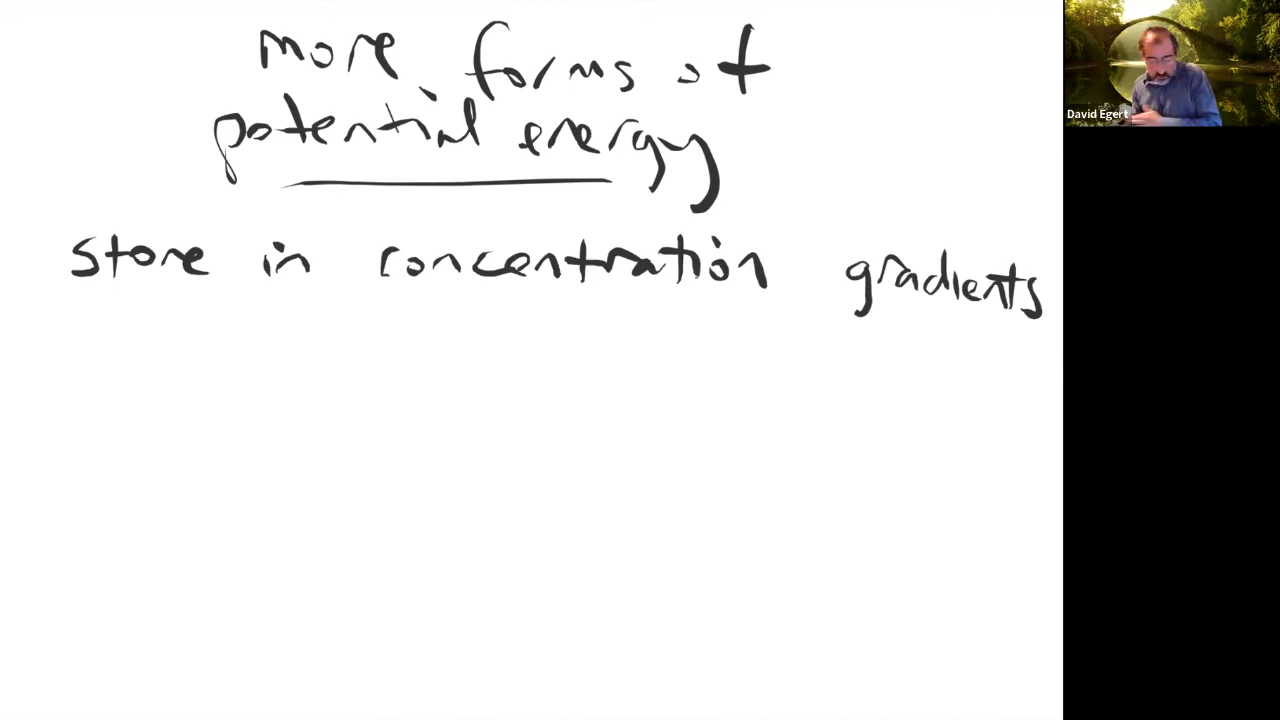 more forms of
potential energy
store in concentration gradients
David Egert